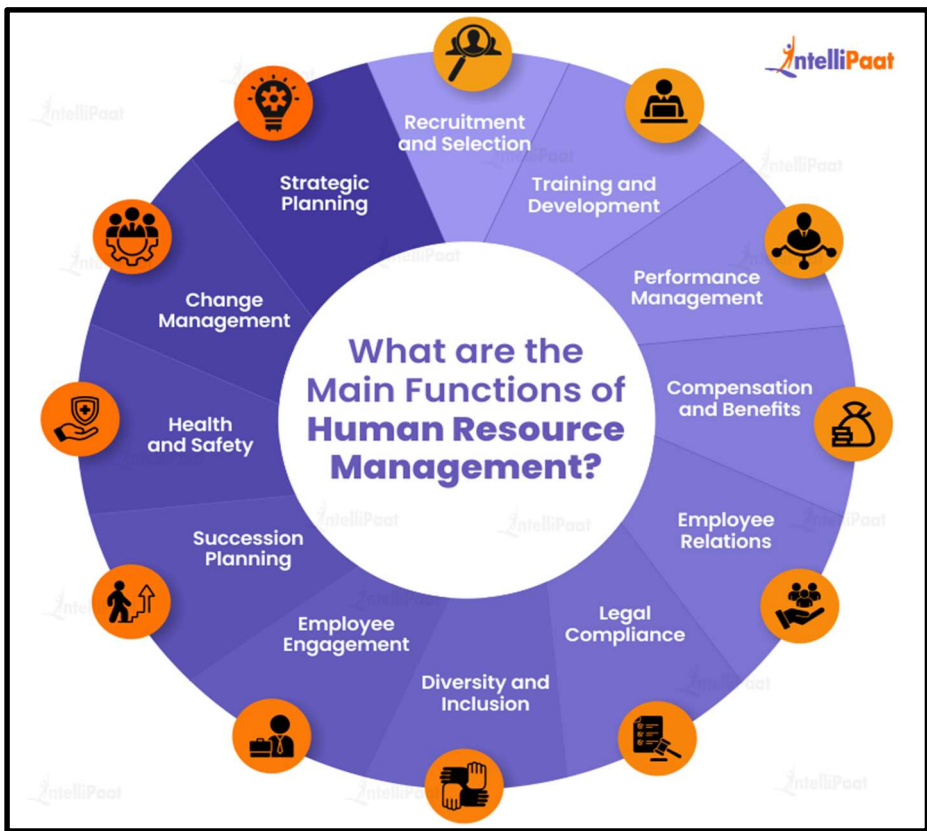 IntelliPaat
Recruitment
and Selection
Training and
Development
Performance
Management
Compensation
and Benefits
Employee
Relations
Legal
Compliance
Diversity and
Inclusion
Employee
Engagement
Succession
Planning
Health
and Safety
Change
Management
Strategic
Planning
What are the
Main Functions of
Human Resource
Management?